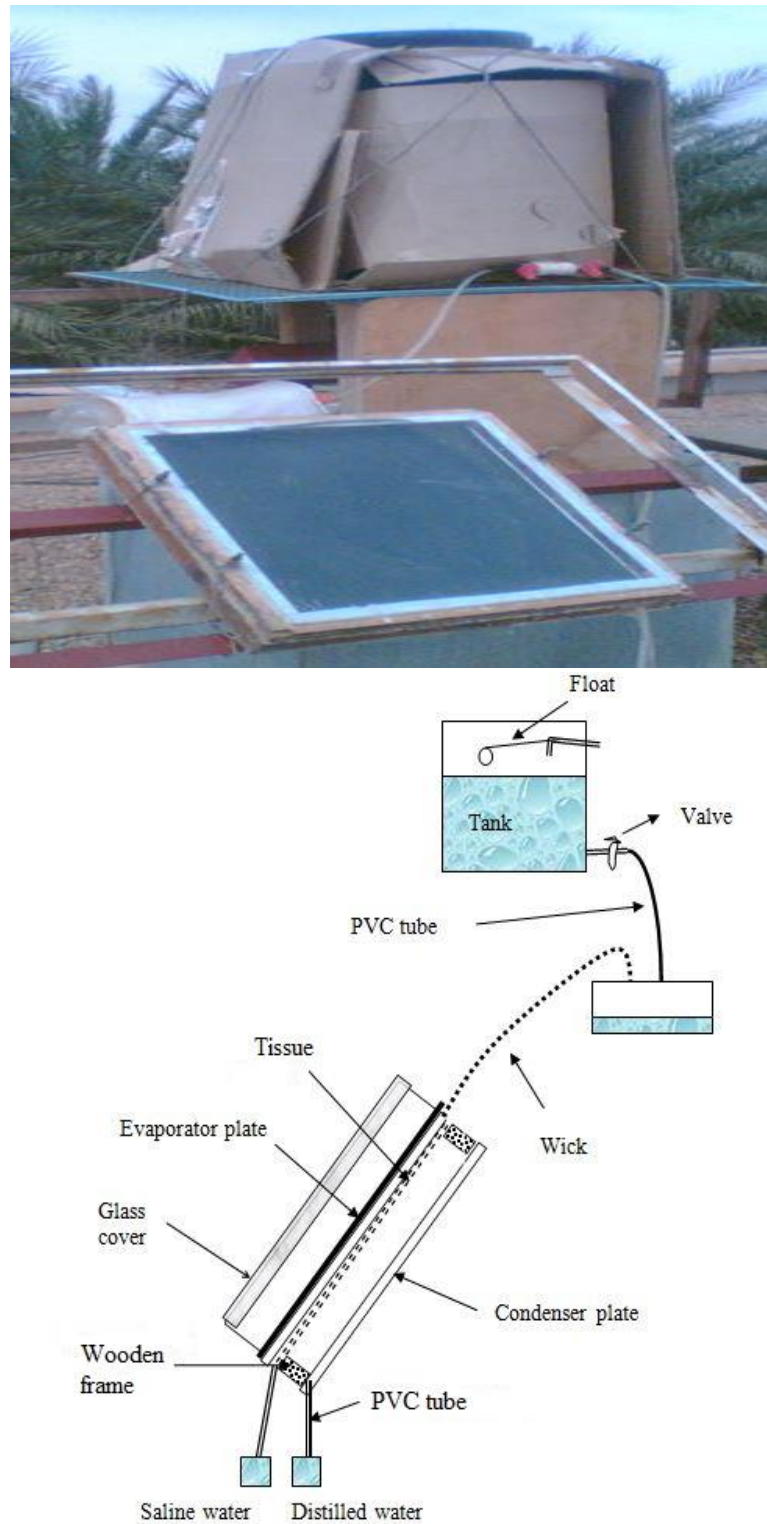 Float
Tank
Valve
PVC tube
Tissue
Evaporator plate
Wick
Glass
cover
Condenser plate
Wooden
frame
PVC tube
Saline water
Distilled water